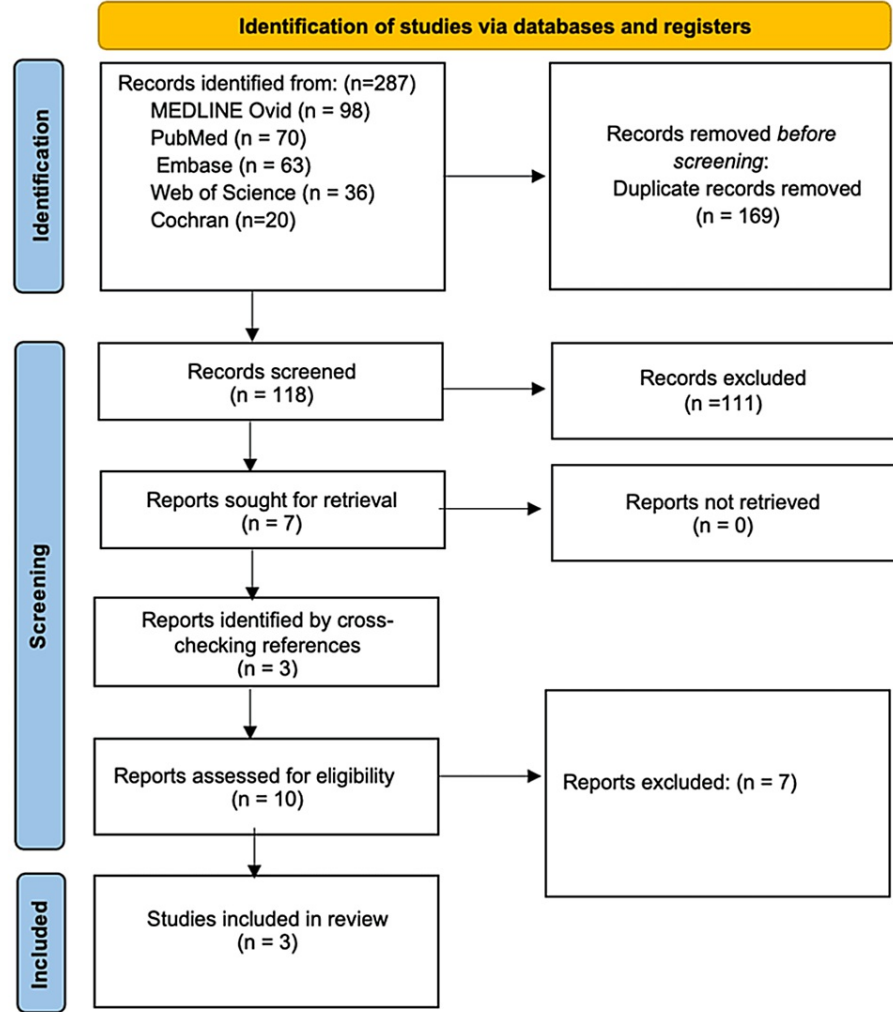 Identification of studies via databases and registers
Identification
Records identified from: (n=287)
MEDLINE Ovid (n = 98)
PubMed (n = 70)
Embase (n = 63)
Web of Science (n = 36)
Cochran (n=20)
Records removed before
screening:
Duplicate records removed
(n = 169)
Screening
Records screened
(n = 118)
Records excluded
(n =111)
Reports sought for retrieval
(n = 7)
Reports not retrieved
(n = 0)
Reports identified by cross-
checking references
(n = 3)
Reports assessed for eligibility
(n = 10)
Reports excluded: (n = 7)
Included
Studies included in review
(n = 3)